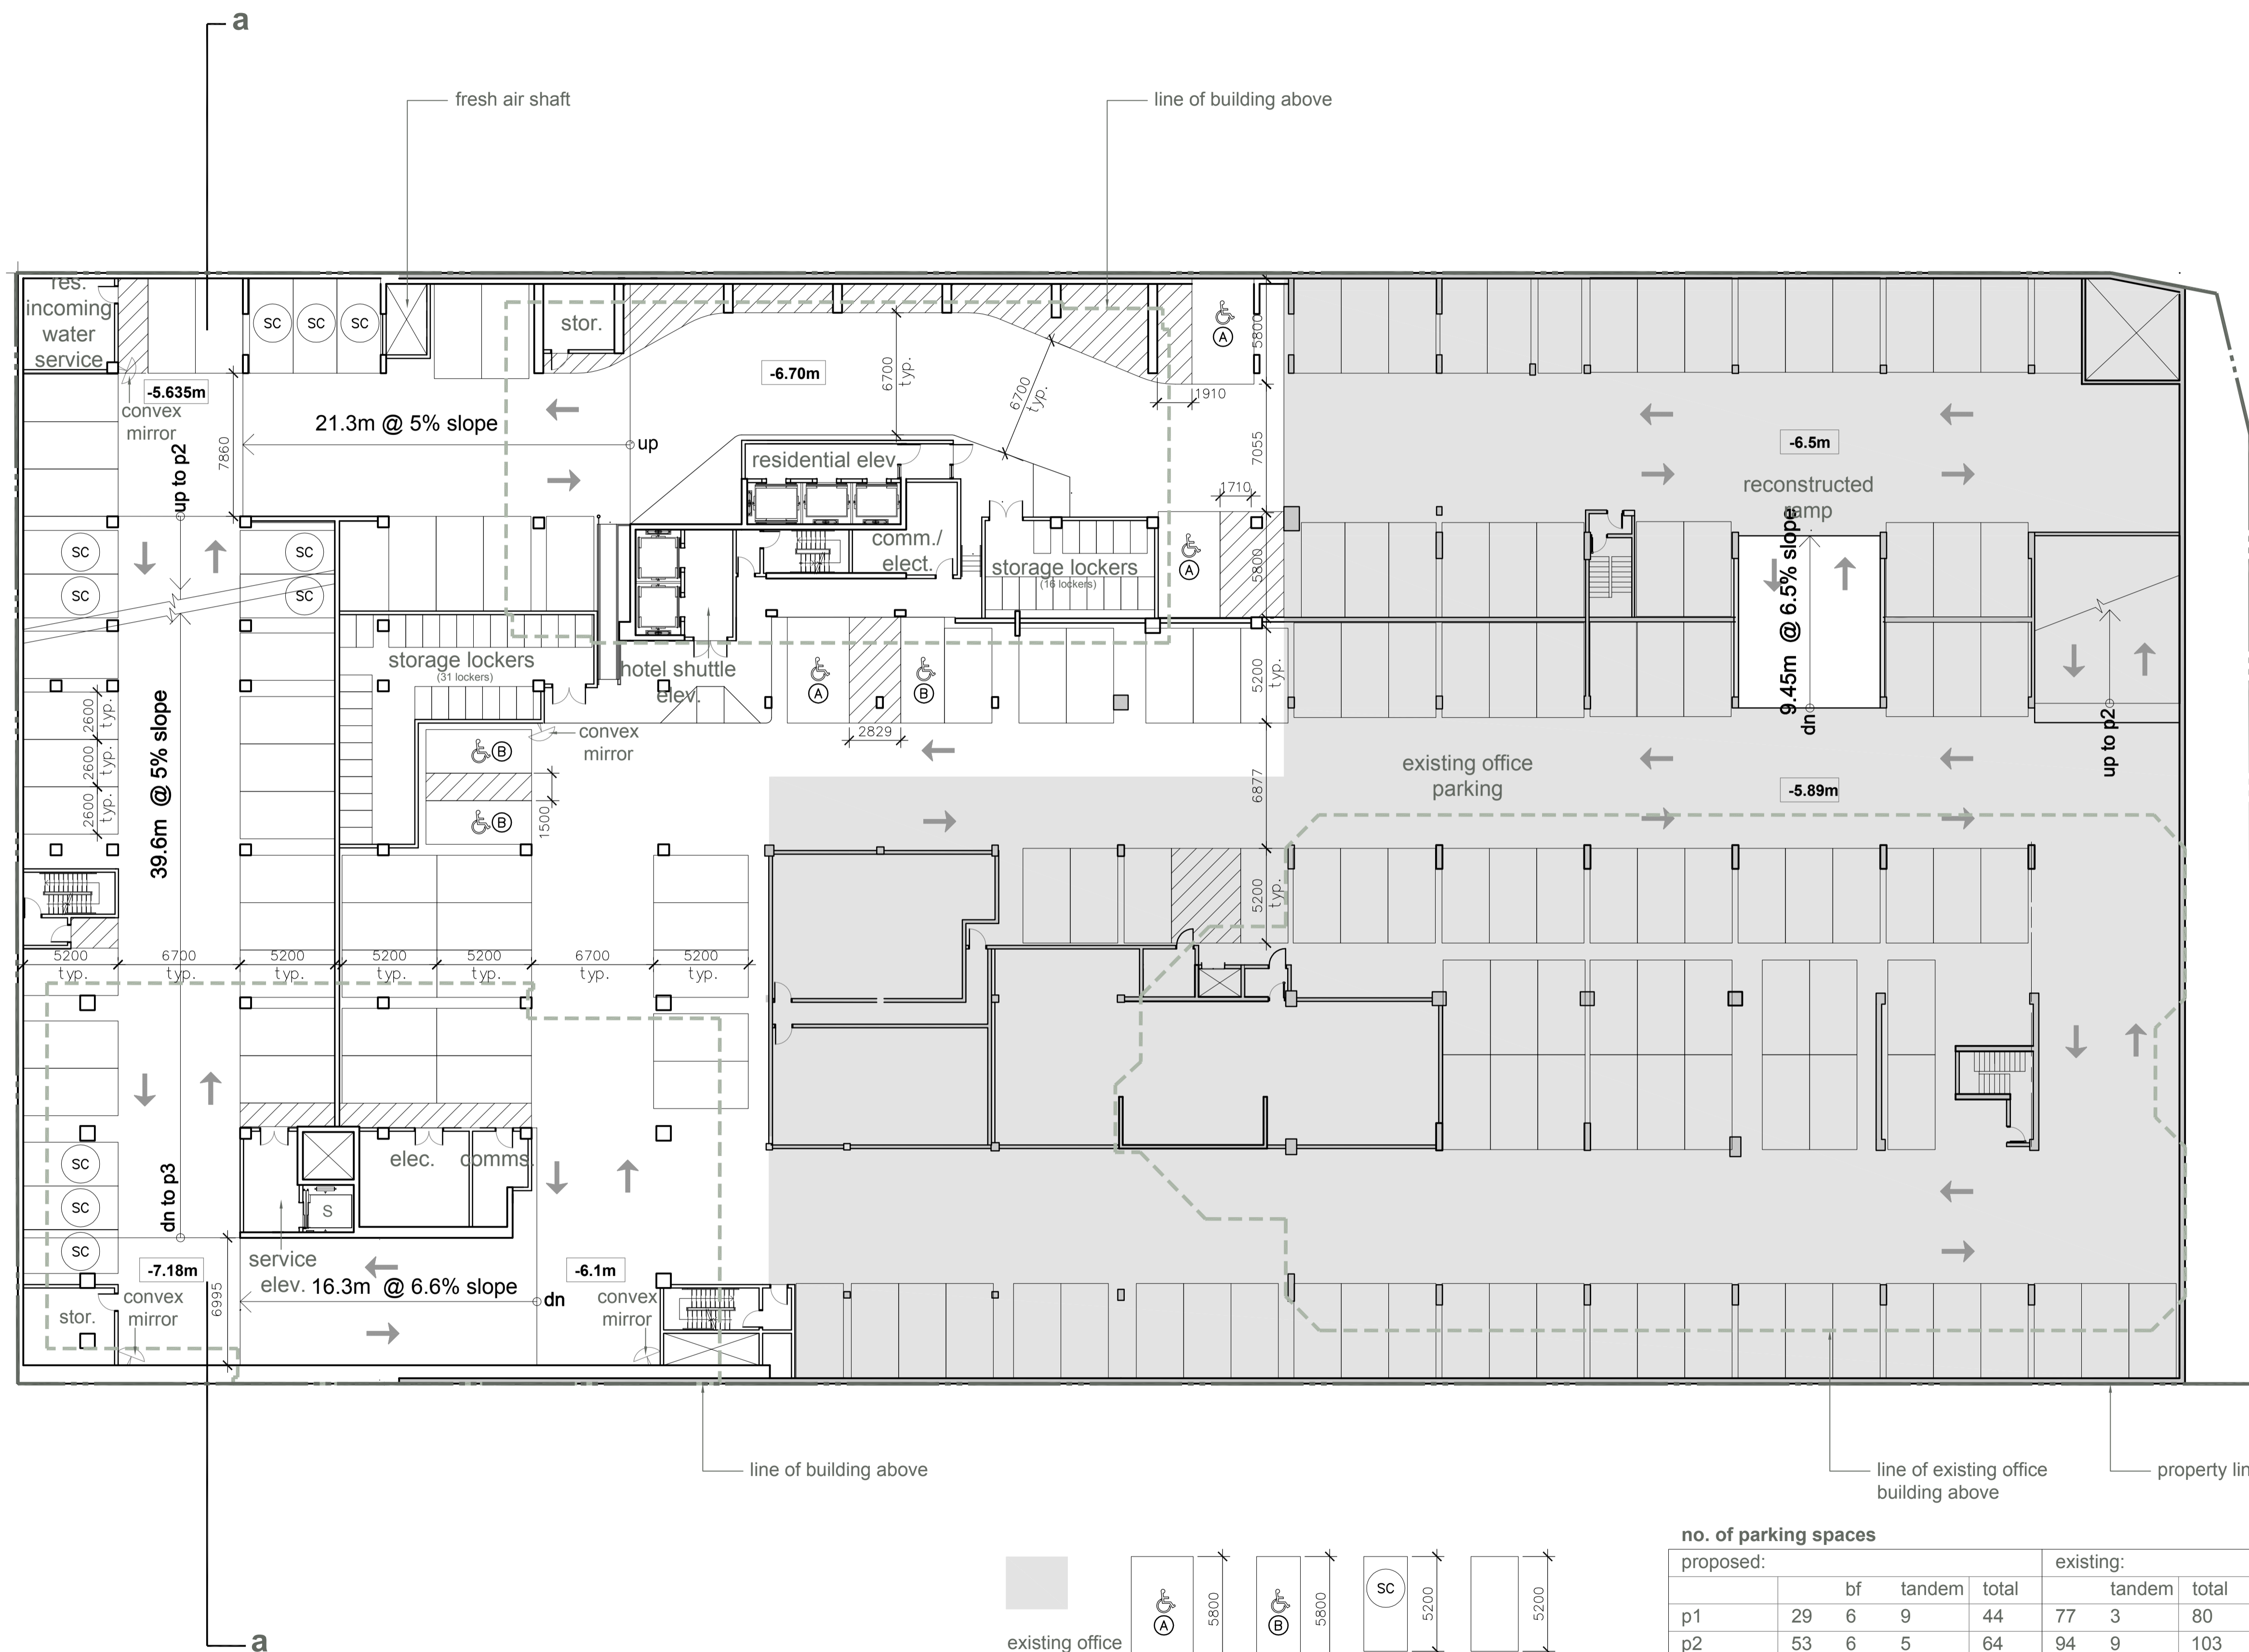 a
fresh air shaft
line of building above
res.
incoming
water
service
SC
SC
SC
stor.
-6.70m
6700
typ.
6700
typ.
1910
A
5800
-5.635m
convex
mirror
7860
up to p2
21.3m @ 5% slope
up
7055
-6.5m
reconstructed
ramp
residential elev.
1710
SC
SC
SC
SC
comm./
elect.
storage lockers
(16 lockers)
A
5800
9.45m @ 6.5% slope
dn
storage lockers
(31 lockers)
hotel shuttle
elev.
A
B
5200
typ.
up to p2
2600
typ.
2600
typ.
2600
typ.
39.6m @ 5% slope
convex
mirror
2829
B
B
1500
6877
existing office
parking
-5.89m
5200
typ.
5200
typ.
6700
typ.
5200
typ.
5200
typ.
5200
typ.
6700
typ.
5200
typ.
SC
SC
SC
dn to p3
elec.
comms.
S
service
elev.
-7.18m
16.3m @ 6.6% slope
-6.1m
dn
6995
stor.
convex
mirror
convex
mirror
line of building above
line of existing office
building above
property lin
a
existing office
A
5800
B
5800
SC
5200
5200
no. of parking spaces
proposed: existing:
bf tandem total tandem total
p1 29 6 9 44 77 3 80
p2 53 6 5 64 94 9 103